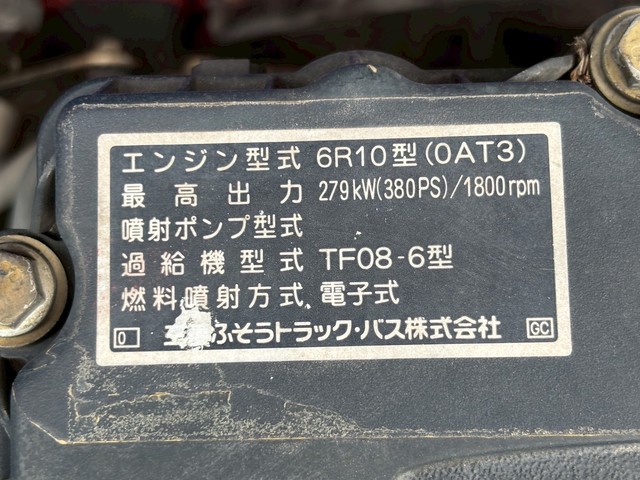 エンジン型式 6R10型(0AT3)
最高出力 279kW(380PS)/1800rpm
噴射ポンプ型式
過給機型式 TF08-6型
燃料噴射方式 電子式
0 ふそうトラック・バス株式会社 GC